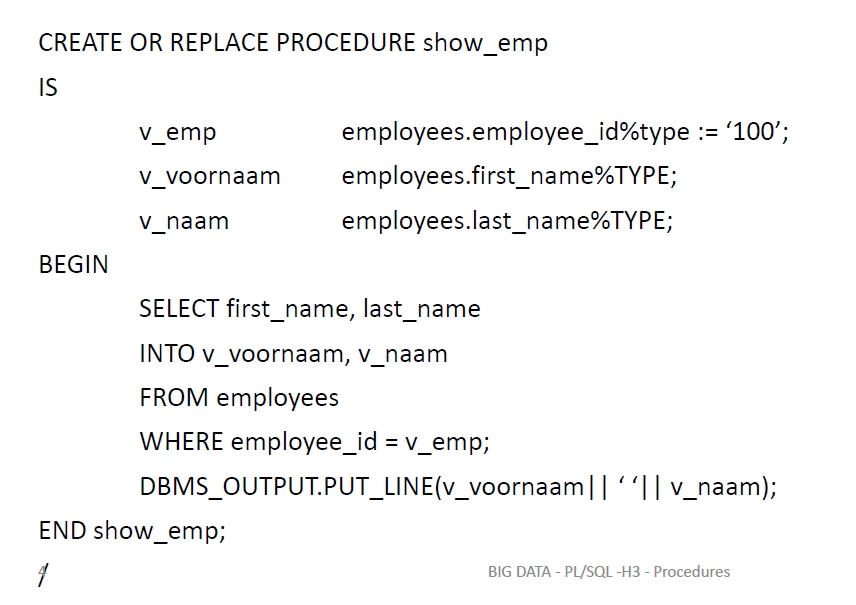 CREATE OR REPLACE PROCEDURE show_emp
IS
v_emp employees.employee_id%type := ‘100’;
v_voornaam employees.first_name%TYPE;
v_naam employees.last_name%TYPE;
BEGIN
SELECT first_name, last_name
INTO v_voornaam, v_naam
FROM employees
WHERE employee_id = v_emp;
DBMS_OUTPUT.PUT_LINE(v_voornaam|| ‘ ‘|| v_naam);
END show_emp;
/
4
BIG DATA - PL/SQL -H3 - Procedures